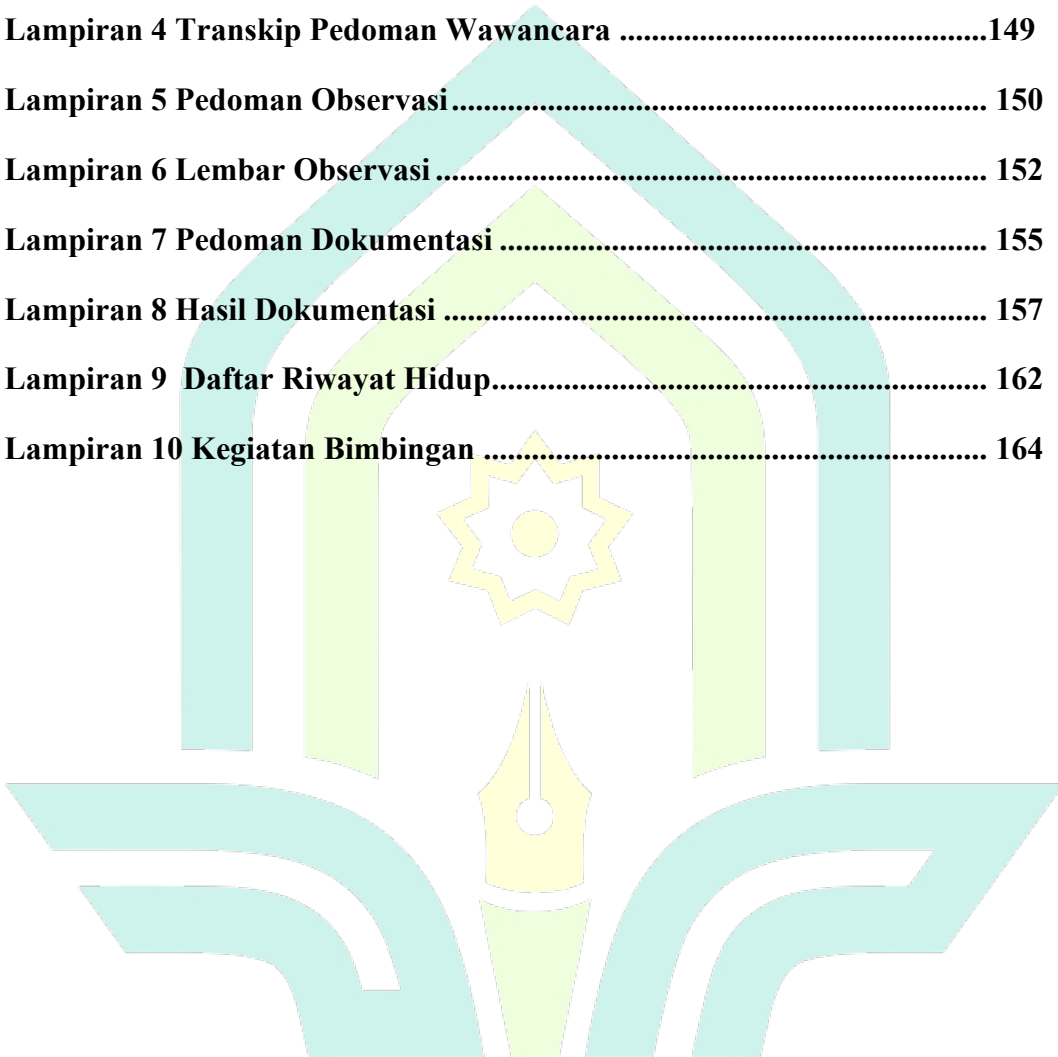 Lampiran 4 Transkip Pedoman Wawancara ..............................................149
Lampiran 5 Pedoman Observasi................................................................... 150
Lampiran 6 Lembar Observasi ..................................................................... 152
Lampiran 7 Pedoman Dokumentasi ............................................................. 155
Lampiran 8 Hasil Dokumentasi .................................................................... 157
Lampiran 9  Daftar Riwayat Hidup.............................................................. 162
Lampiran 10 Kegiatan Bimbingan ............................................................... 164